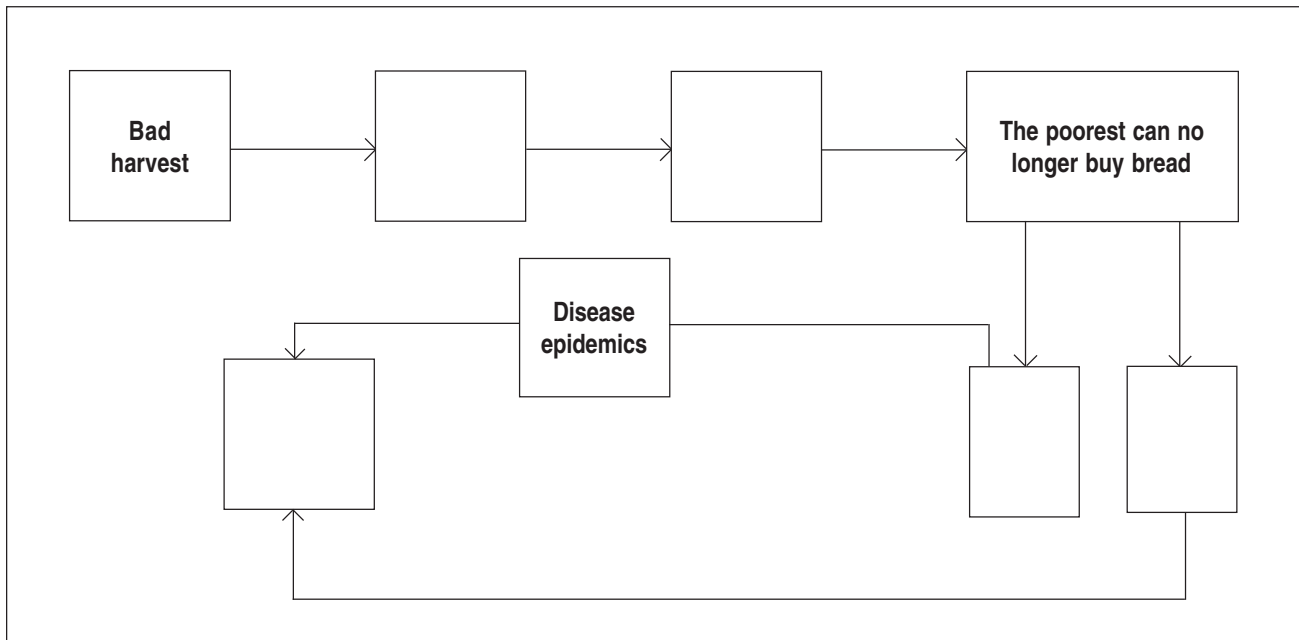 Bad
harvest
The poorest can no
longer buy bread
Disease
epidemics